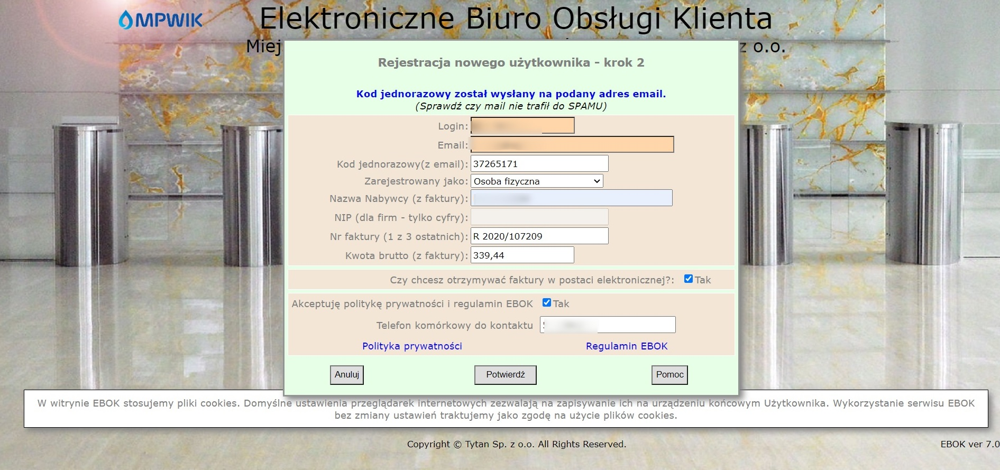 MPWIK
Elektroniczne Biuro Obsługi Klienta
Miej z o.o.
Rejestracja nowego użytkownika - krok 2
Kod jednorazowy został wysłany na podany adres email.
(Sprawdź czy mail nie trafił do SPAMU)
Login:
Email:
Kod jednorazowy(z email): 37265171
Zarejestrowany jako: Osoba fizyczna
Nazwa Nabywcy (z faktury):
NIP (dla firm - tylko cyfry):
Nr faktury (1 z 3 ostatnich): R 2020/107209
Kwota brutto (z faktury): 339,44
Czy chcesz otrzymywać faktury w postaci elektronicznej?: Tak
Akceptuję politykę prywatności i regulamin EBOK Tak
Telefon komórkowy do kontaktu
Polityka prywatności Regulamin EBOK
Anuluj Potwierdź Pomoc
W witrynie EBOK stosujemy pliki cookies. Domyślne ustawienia przeglądarek internetowych zezwalają na zapisywanie ich na urządzeniu końcowym Użytkownika. Wykorzystanie serwisu EBOK
bez zmiany ustawień traktujemy jako zgodę na użycie plików cookies.
Copyright © Tytan Sp. z o.o. All Rights Reserved. EBOK ver 7.0